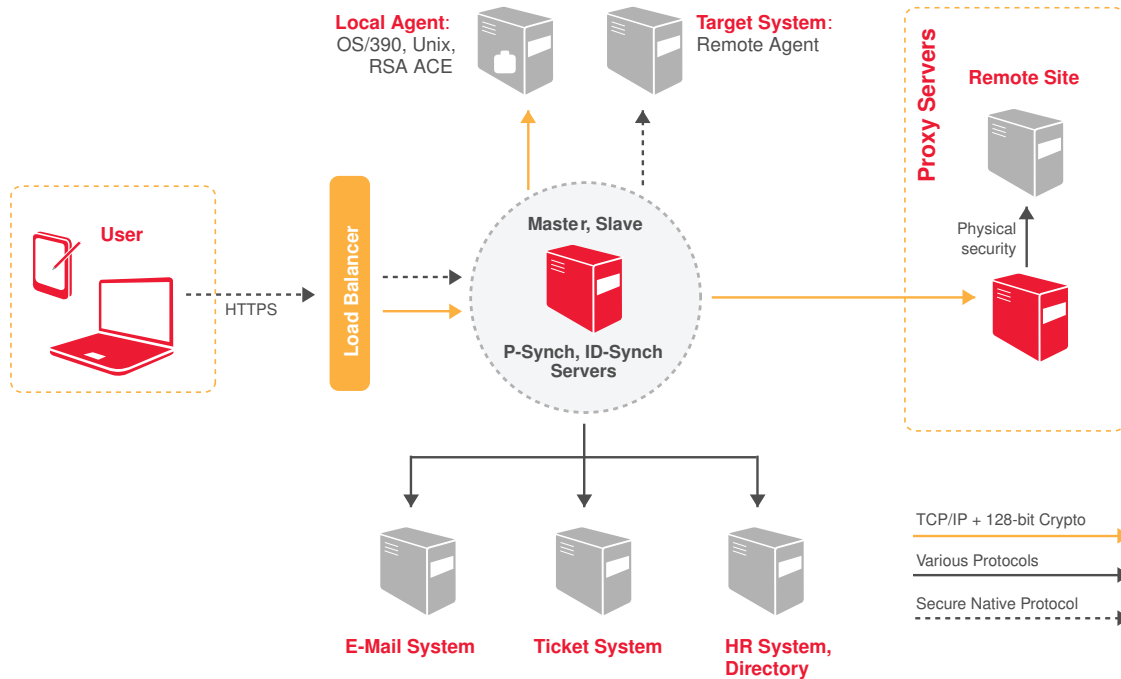 Local Agent:
OS/390, Unix,
RSA ACE
Target System:
Remote Agent
Proxy Servers
Remote Site
Physical
security
User
HTTPS
Load Balancer
Master, Slave
P-Synch, ID-Synch
Servers
E-Mail System
Ticket System
HR System,
Directory
TCP/IP + 128-bit Crypto
Various Protocols
Secure Native Protocol